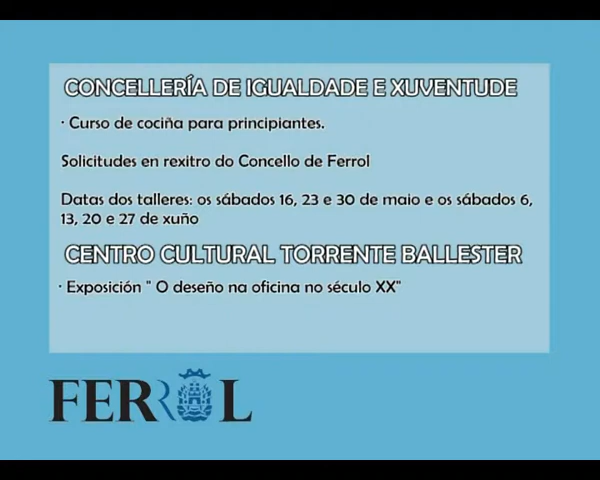 CONCELLERÍA DE IGUALDADE E XUVENTUDE
· Curso de cociña para principiantes.
Solicitudes en rexitro do Concello de Ferrol
Datas dos talleres: os sábados 16, 23 e 30 de maio e os sábados 6,
13, 20 e 27 de xuño
CENTRO CULTURAL TORRENTE BALLESTER
· Exposición " O deseño na oficina no século XX"
FERROL